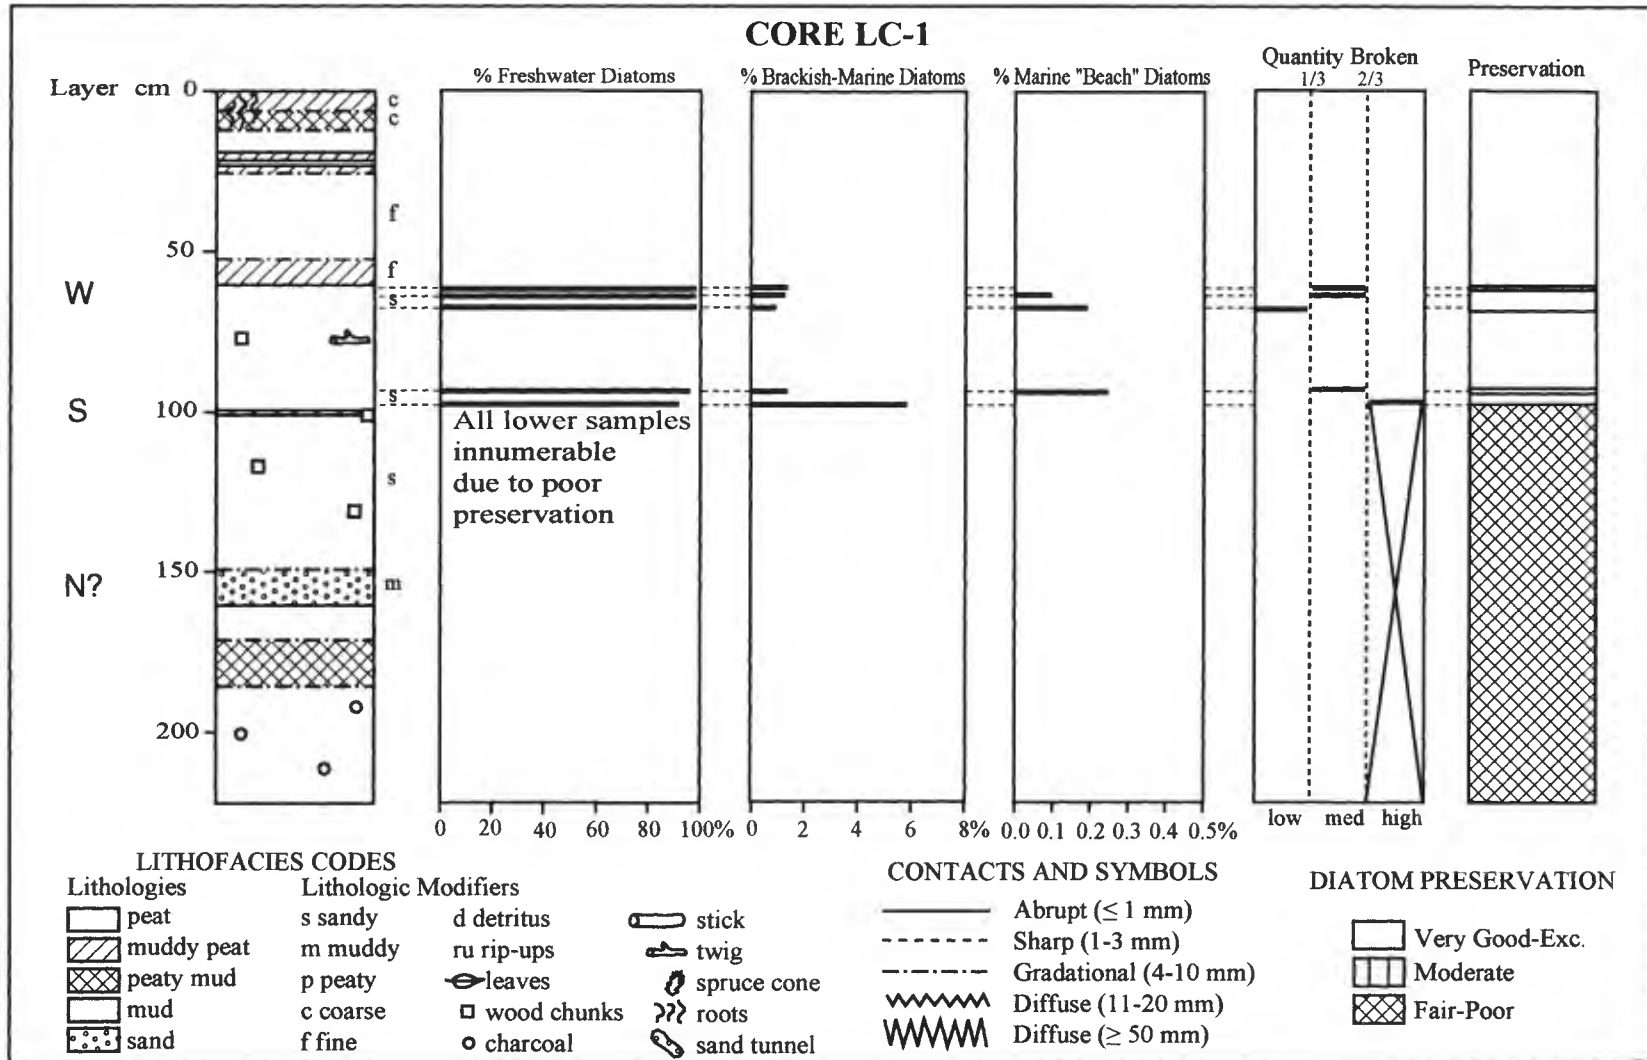 CORE LC-1
Layer cm
% Freshwater Diatoms
% Brackish-Marine Diatoms
% Marine "Beach" Diatoms
Quantity Broken
1/3 2/3
Preservation
0
50
100
150
200
W
S
N?
c
c
f
f
s
s
s
m
All lower samples
innumerable
due to poor
preservation
0 20 40 60 80 100%
0 2 4 6 8%
0.0 0.1 0.2 0.3 0.4 0.5%
low med high
LITHOFACIES CODES
Lithologies
peat
muddy peat
peaty mud
mud
sand
Lithologic Modifiers
s sandy
m muddy
p peaty
c coarse
f fine
d detritus
ru rip-ups
leaves
wood chunks
charcoal
stick
twig
spruce cone
roots
sand tunnel
CONTACTS AND SYMBOLS
Abrupt (≤ 1 mm)
Sharp (1-3 mm)
Gradational (4-10 mm)
Diffuse (11-20 mm)
Diffuse (≥ 50 mm)
DIATOM PRESERVATION
Very Good-Exc.
Moderate
Fair-Poor